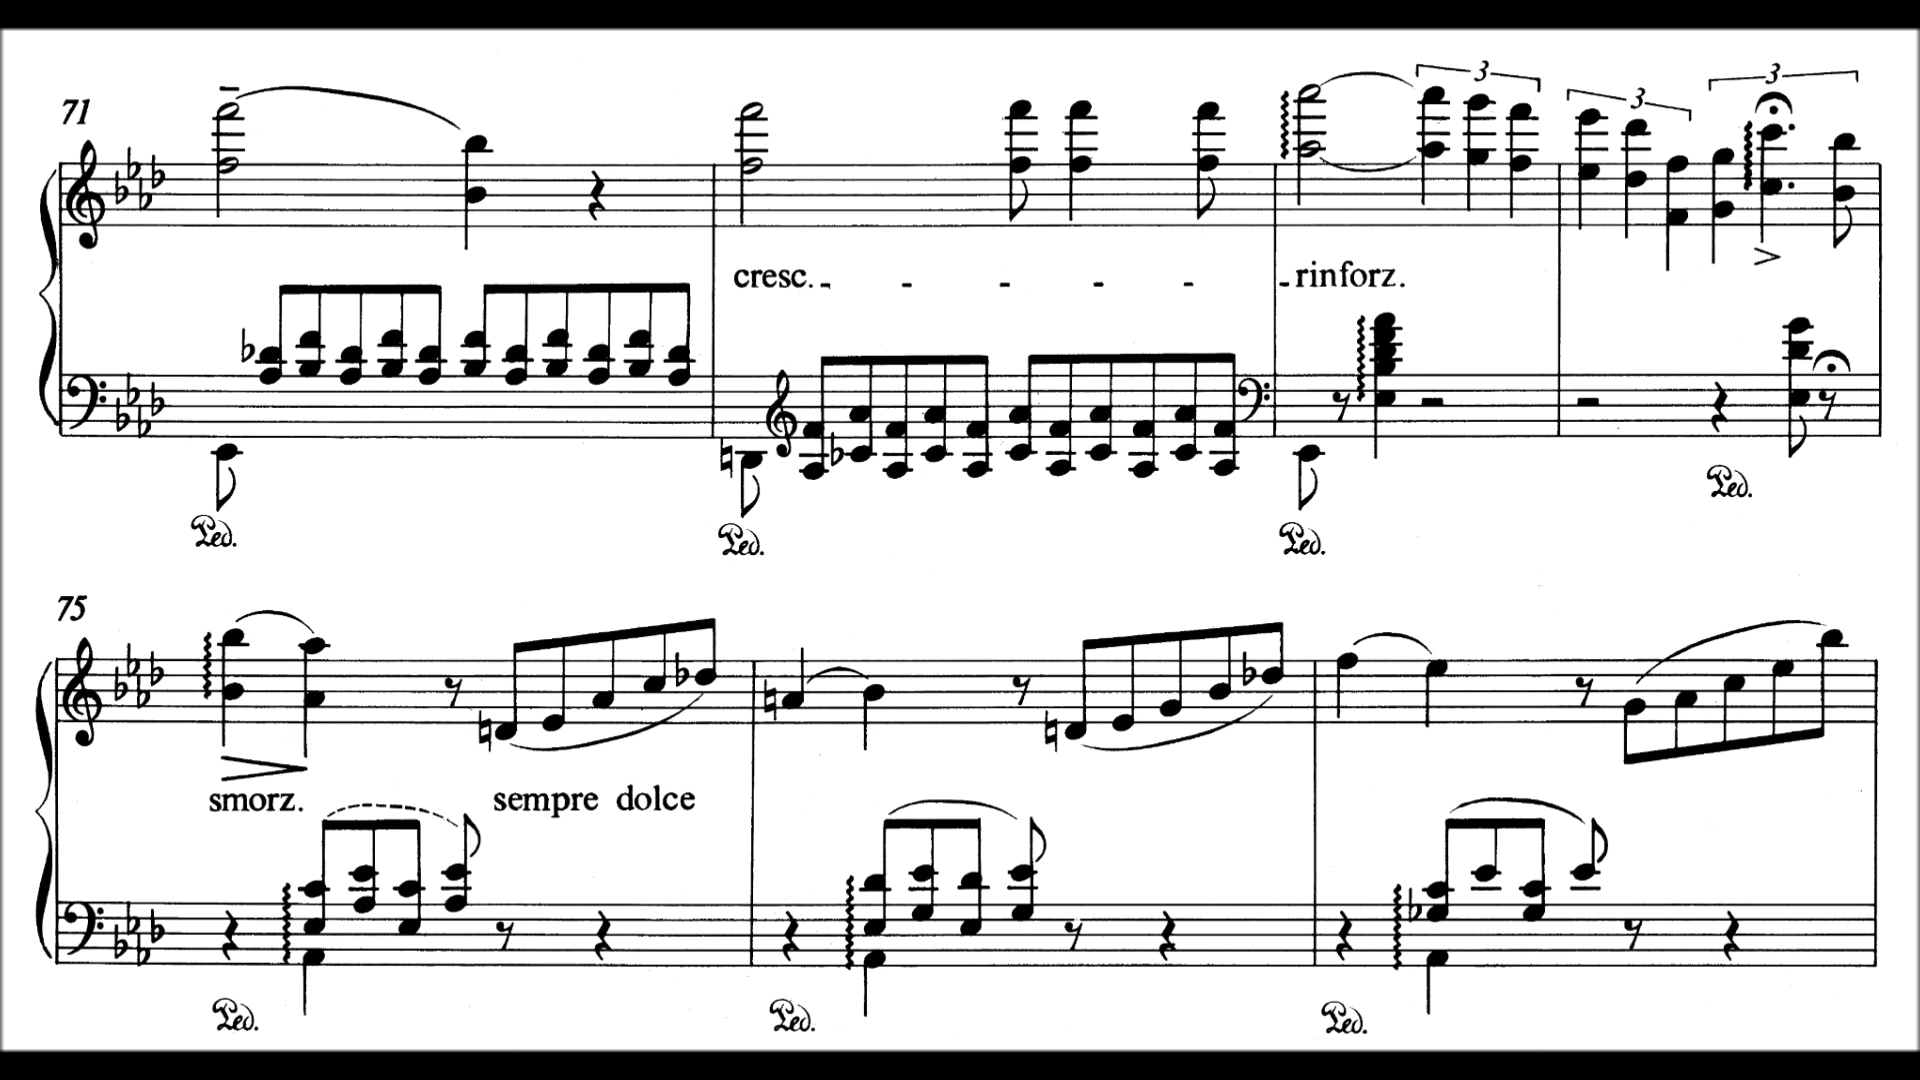 71
3
3
3
cresc. - - - - - - rinforz.
Ped. Ped. Ped. Ped.
75
smorz. sempre dolce
Ped. Ped. Ped.